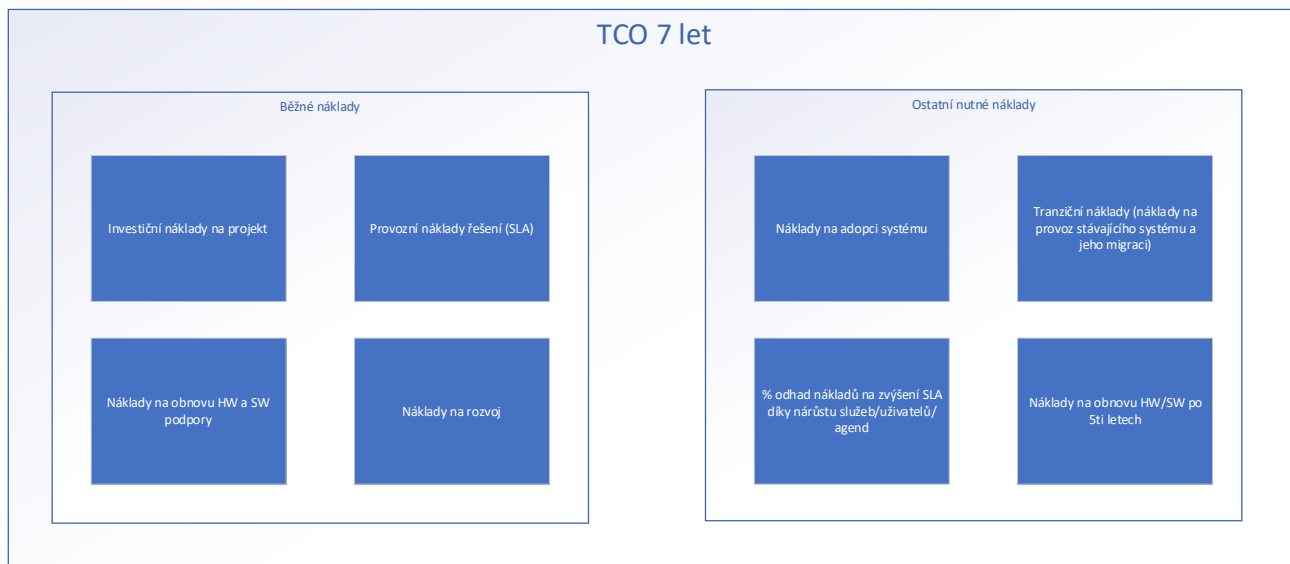 TCO 7 let
Běžné náklady
Investiční náklady na projekt
Provozní náklady řešení (SLA)
Náklady na obnovu HW a SW
podpory
Náklady na rozvoj
Ostatní nutné náklady
Náklady na adopci systému
Tranziční náklady (náklady na
provoz stávajícího systému a
jeho migraci)
% odhad nákladů na zvýšení SLA
díky nárůstu služeb/uživatelů/
agend
Náklady na obnovu HW/SW po
5ti letech